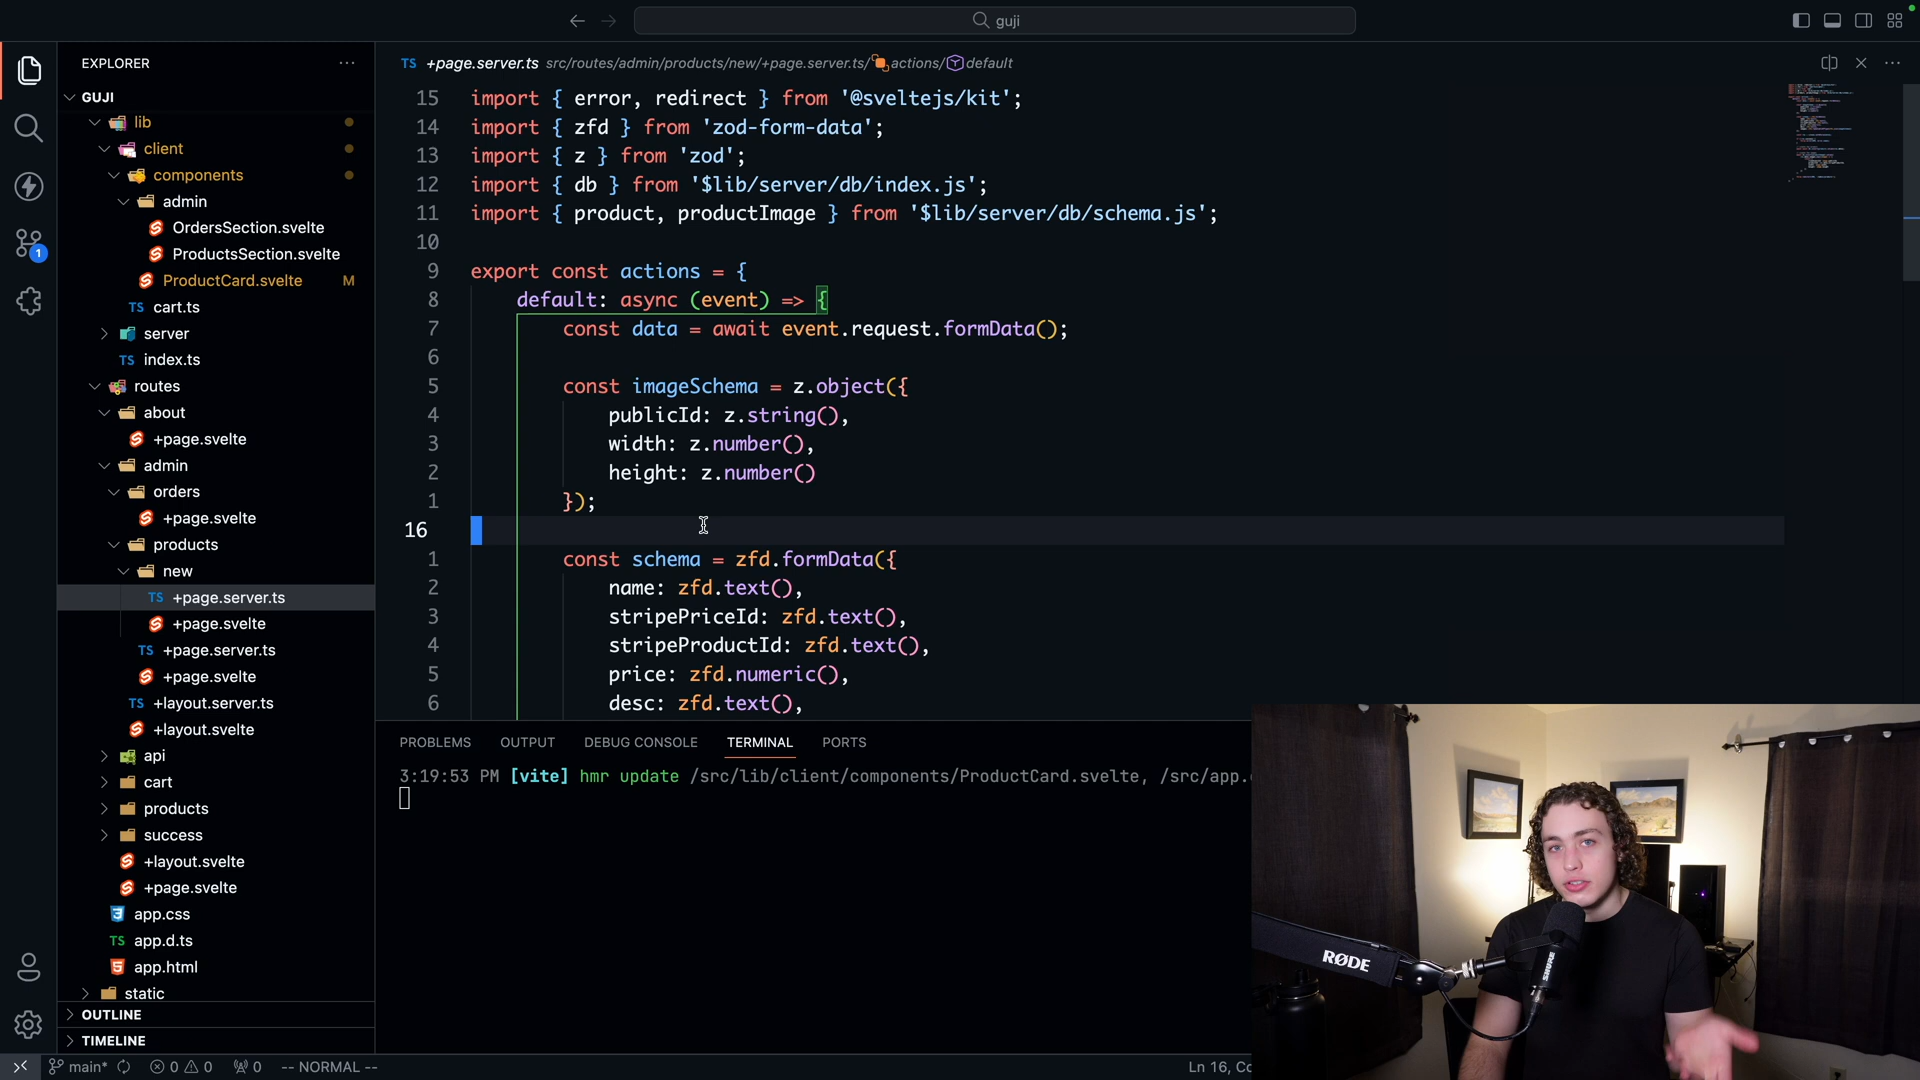 guji
EXPLORER
GUJI
lib
client
components
admin
OrdersSection.svelte
ProductsSection.svelte
ProductCard.svelte M
TS cart.ts
server
TS index.ts
routes
about
+page.svelte
admin
orders
+page.svelte
products
new
TS +page.server.ts
+page.svelte
TS +page.server.ts
+page.svelte
TS +layout.server.ts
+layout.svelte
api
cart
products
success
+layout.svelte
+page.svelte
app.css
TS app.d.ts
app.html
static
OUTLINE
TIMELINE
1
TS +page.server.ts src/routes/admin/products/new/+page.server.ts/ actions/ default
15 import { error, redirect } from '@sveltejs/kit';
14 import { zfd } from 'zod-form-data';
13 import { z } from 'zod';
12 import { db } from '$lib/server/db/index.js';
11 import { product, productImage } from '$lib/server/db/schema.js';
10
9 export const actions = {
8 default: async (event) => {
7 const data = await event.request.formData();
6
5 const imageSchema = z.object({
4 publicId: z.string(),
3 width: z.number(),
2 height: z.number()
1 });
16
1 const schema = zfd.formData({
2 name: zfd.text(),
3 stripePriceId: zfd.text(),
4 stripeProductId: zfd.text(),
5 price: zfd.numeric(),
6 desc: zfd.text(),
PROBLEMS OUTPUT DEBUG CONSOLE TERMINAL PORTS
3:19:53 PM [vite] hmr update /src/lib/client/components/ProductCard.svelte, /src/app.
RØDE
SHURE
main* 0 0 0 -- NORMAL --
Ln 16, Co